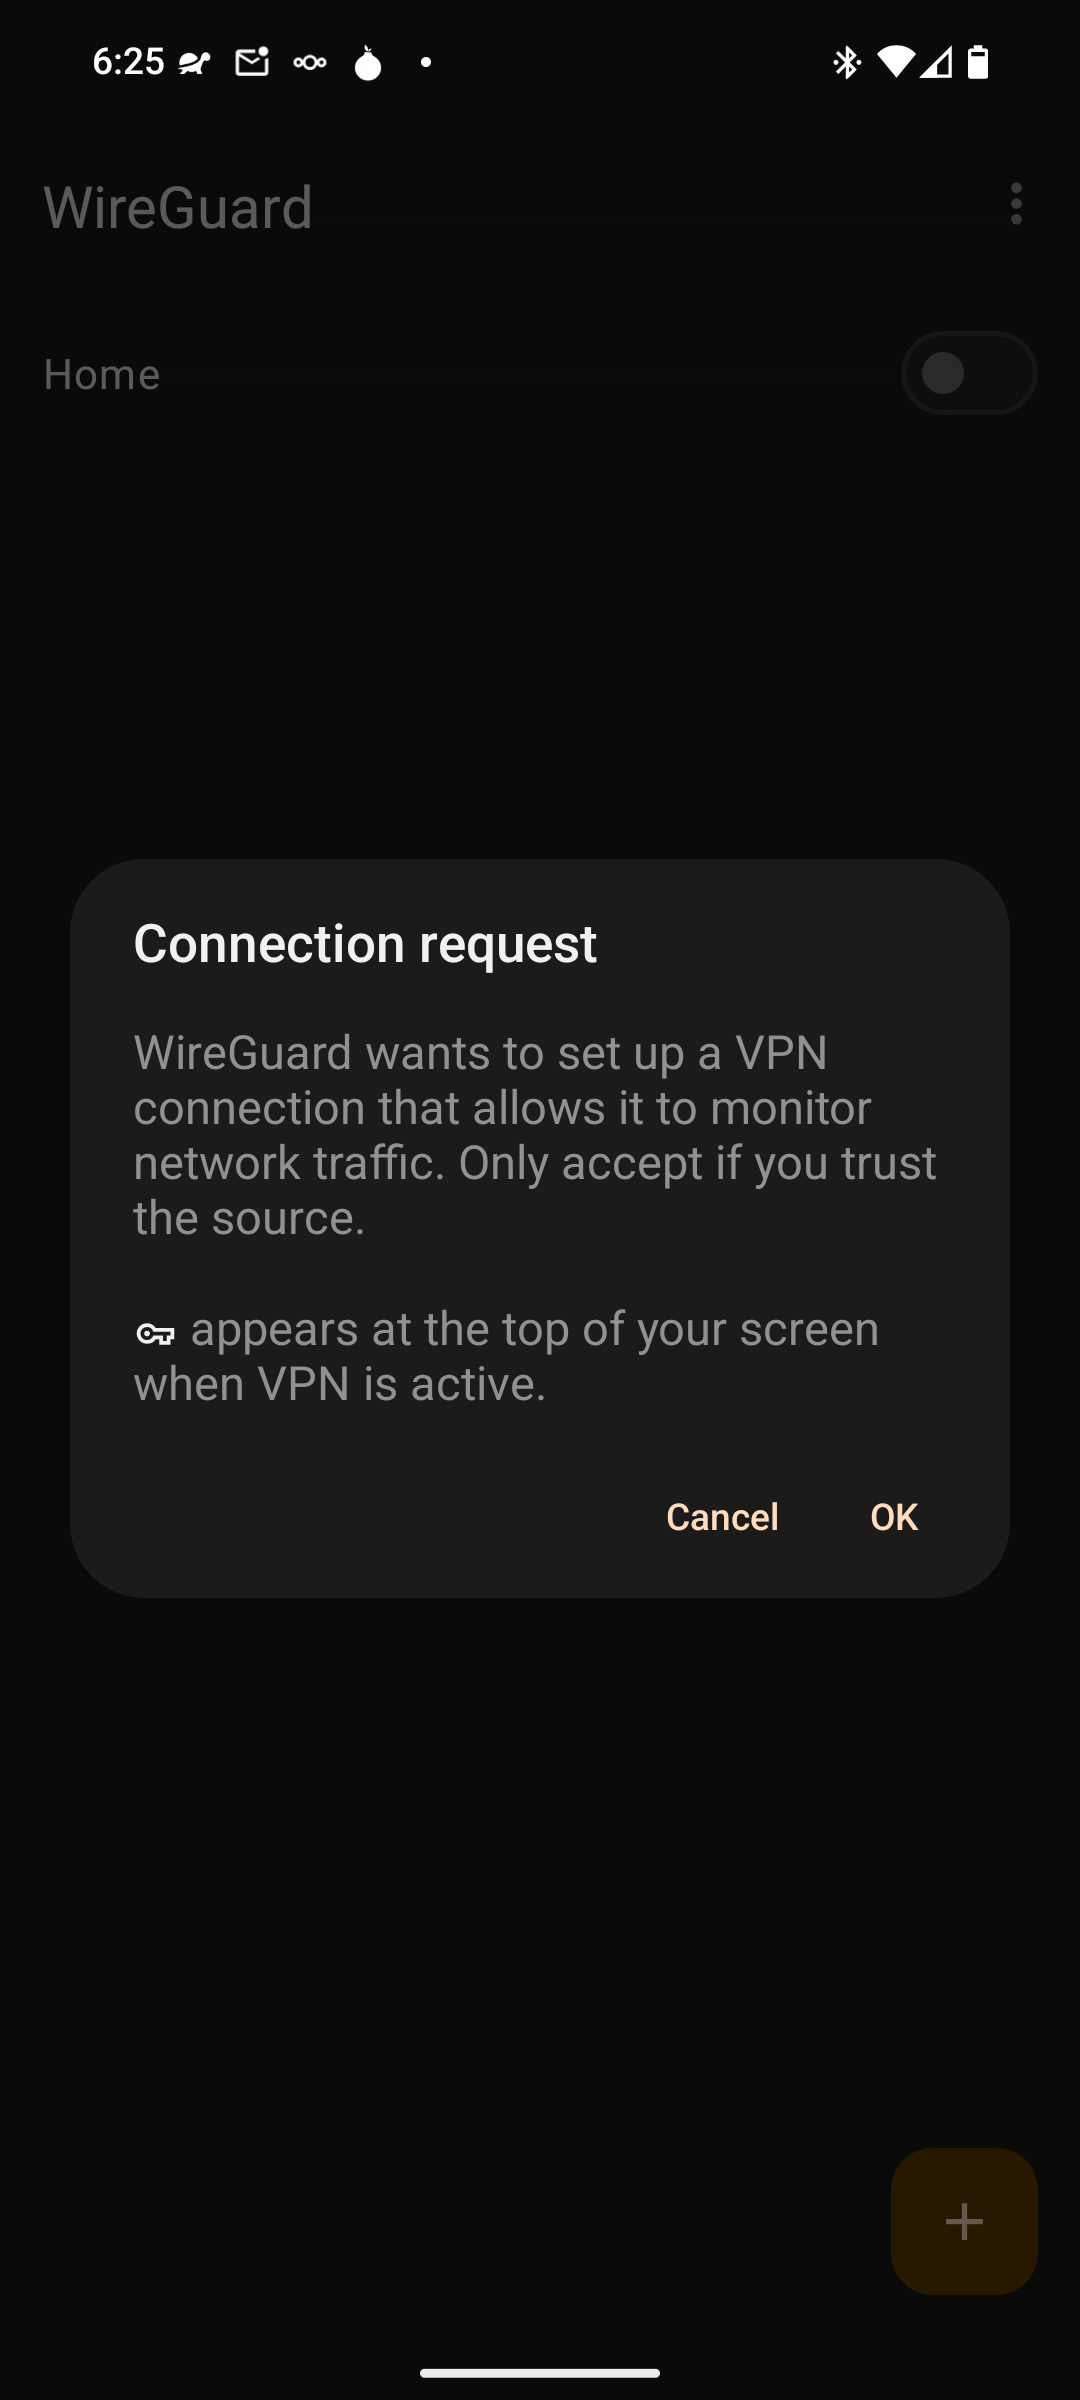 6:25
WireGuard
Home
Connection request
WireGuard wants to set up a VPN
connection that allows it to monitor
network traffic. Only accept if you trust
the source.
appears at the top of your screen
when VPN is active.
Cancel OK